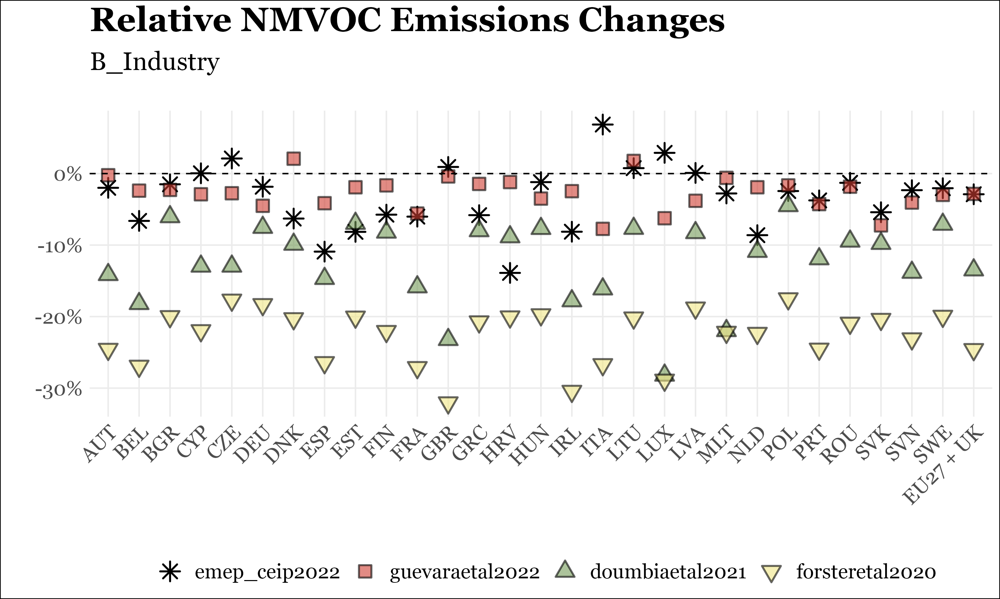 Relative NMVOC Emissions Changes
B_Industry
0%
-10%
-20%
-30%
AUT
BEL
BGR
CYP
CZE
DEU
DNK
ESP
EST
FIN
FRA
GBR
GRC
HRV
HUN
IRL
ITA
LTU
LUX
LVA
MLT
NLD
POL
PRT
ROU
SVK
SVN
SWE
EU27 + UK
emep_ceip2022 guevaraetal2022 doumbiaetal2021 forsteretal2020